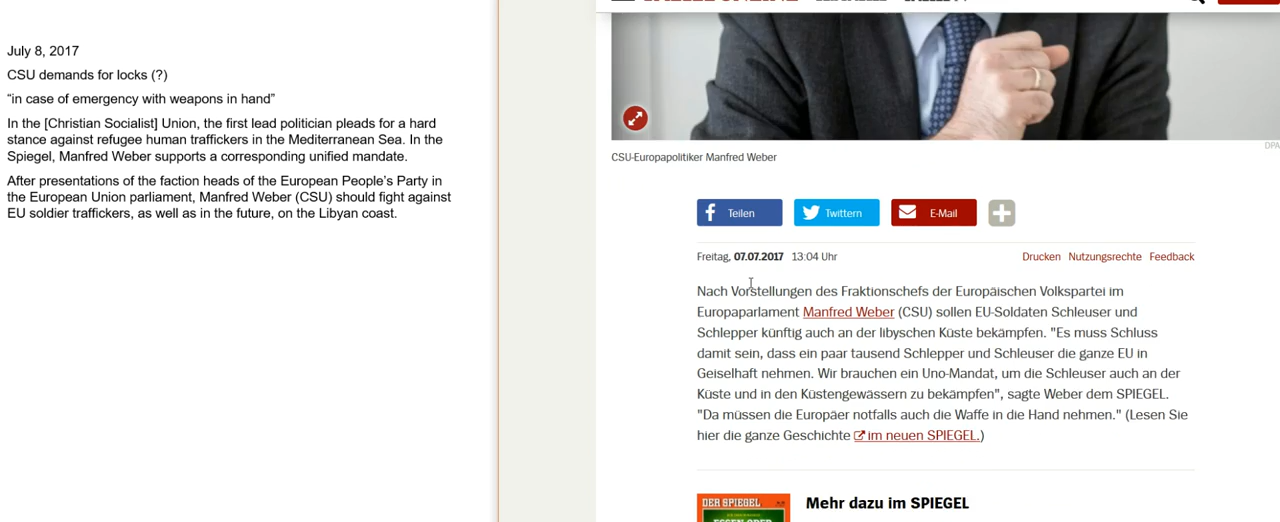 July 8, 2017
CSU demands for locks (?)
“in case of emergency with weapons in hand”
In the [Christian Socialist] Union, the first lead politician pleads for a hard
stance against refugee human traffickers in the Mediterranean Sea. In the
Spiegel, Manfred Weber supports a corresponding unified mandate.
After presentations of the faction heads of the European People’s Party in
the European Union parliament, Manfred Weber (CSU) should fight against
EU soldier traffickers, as well as in the future, on the Libyan coast.
DPA
CSU-Europapolitiker Manfred Weber
Teilen
Twittern
E-Mail
Freitag, 07.07.2017 13:04 Uhr
Drucken Nutzungsrechte Feedback
Nach Vorstellungen des Fraktionschefs der Europäischen Volkspartei im
Europaparlament Manfred Weber (CSU) sollen EU-Soldaten Schleuser und
Schlepper künftig auch an der libyschen Küste bekämpfen. "Es muss Schluss
damit sein, dass ein paar tausend Schlepper und Schleuser die ganze EU in
Geiselhaft nehmen. Wir brauchen ein Uno-Mandat, um die Schleuser auch an der
Küste und in den Küstengewässern zu bekämpfen", sagte Weber dem SPIEGEL.
"Da müssen die Europäer notfalls auch die Waffe in die Hand nehmen." (Lesen Sie
hier die ganze Geschichte im neuen SPIEGEL.)
DER SPIEGEL
Mehr dazu im SPIEGEL